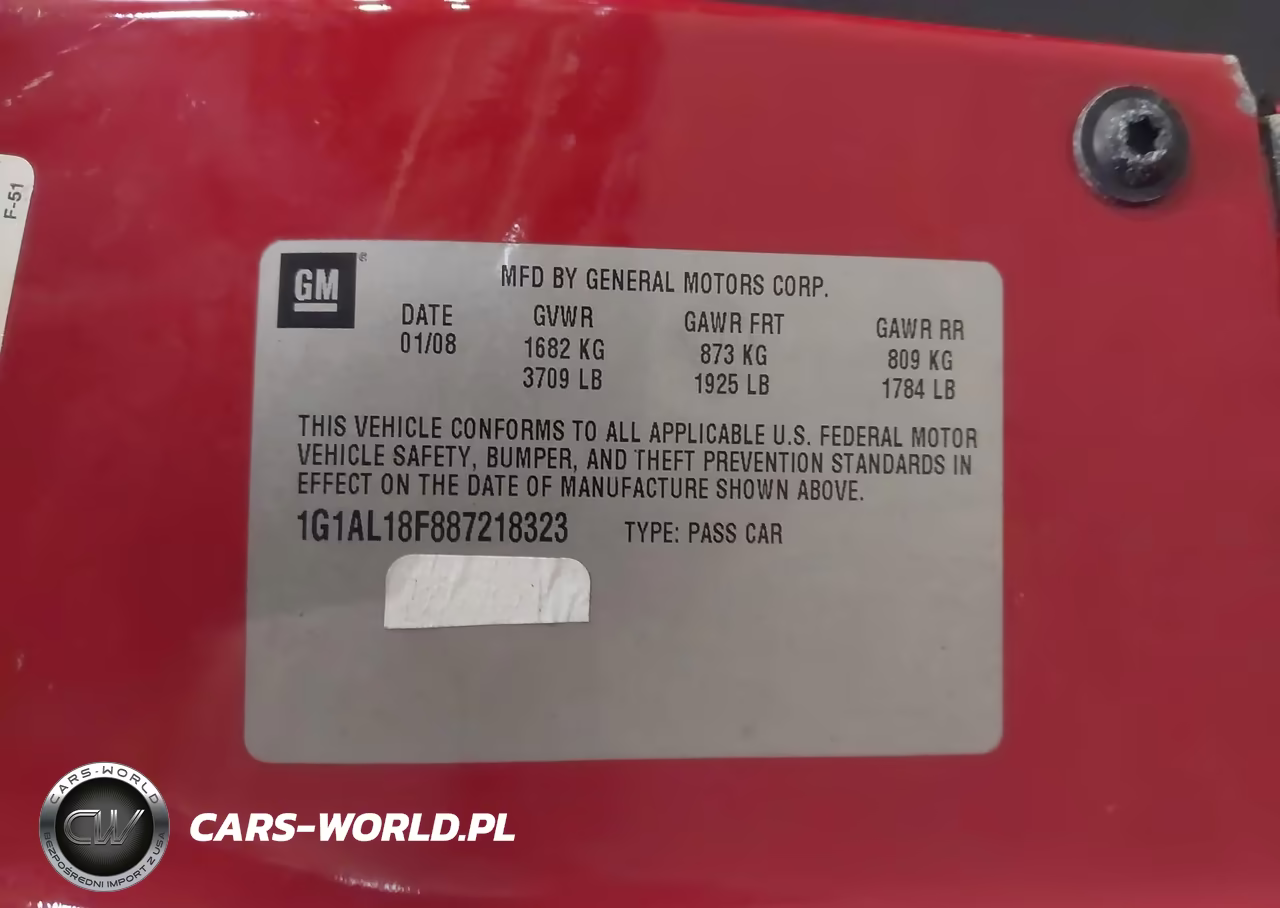 F-51
GM ®
MFD BY GENERAL MOTORS CORP.
DATE GVWR GAWR FRT GAWR RR
01/08 1682 KG 873 KG 809 KG
3709 LB 1925 LB 1784 LB
THIS VEHICLE CONFORMS TO ALL APPLICABLE U.S. FEDERAL MOTOR
VEHICLE SAFETY, BUMPER, AND THEFT PREVENTION STANDARDS IN
EFFECT ON THE DATE OF MANUFACTURE SHOWN ABOVE.
1G1AL18F887218323 TYPE: PASS CAR
CARS-WORLD
CW
BEZPOŚREDNI IMPORT Z USA
CARS-WORLD.PL